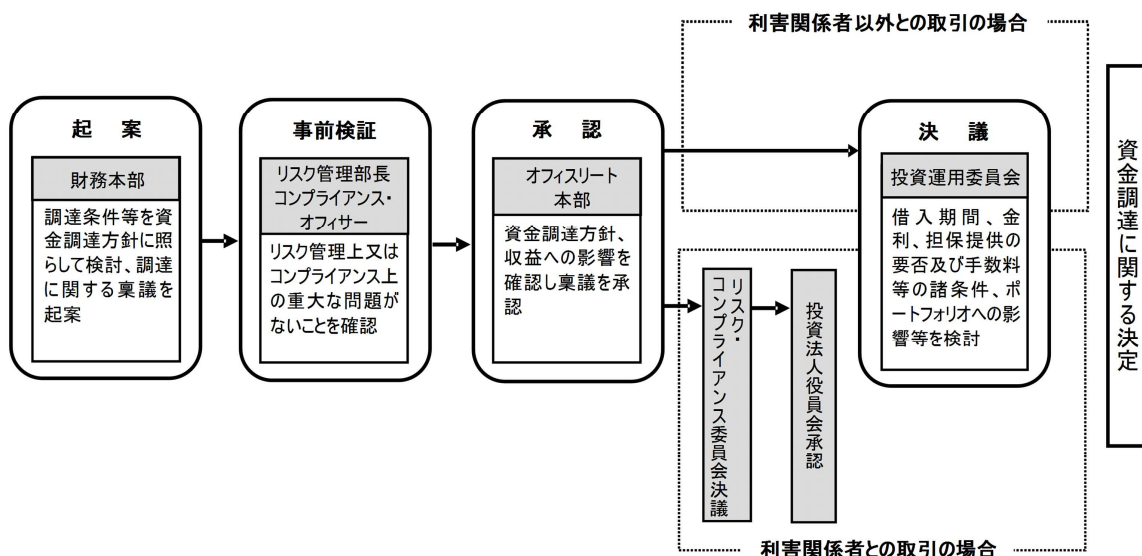 利害関係者以外との取引の場合
起 案
財務本部
調達条件等を資
金調達方針に照
らして検討、調達
に関する稟議を
起案
事前検証
リスク管理部長
コンプライアンス・
オフィサー
リスク管理上又は
コンプライアンス上
の重大な問題が
ないことを確認
承 認
オフィスリート
本部
資金調達方針、
収益への影響を
確認し稟議を承
認
リスク・
コンプライアンス委員会決議
投資法人役員会承認
決 議
投資運用委員会
借入期間、金
利、担保提供の
要否及び手数料
等の諸条件、ポ
ートフォリオへの影
響等を検討
資金調達に関する決定
利害関係者との取引の場合